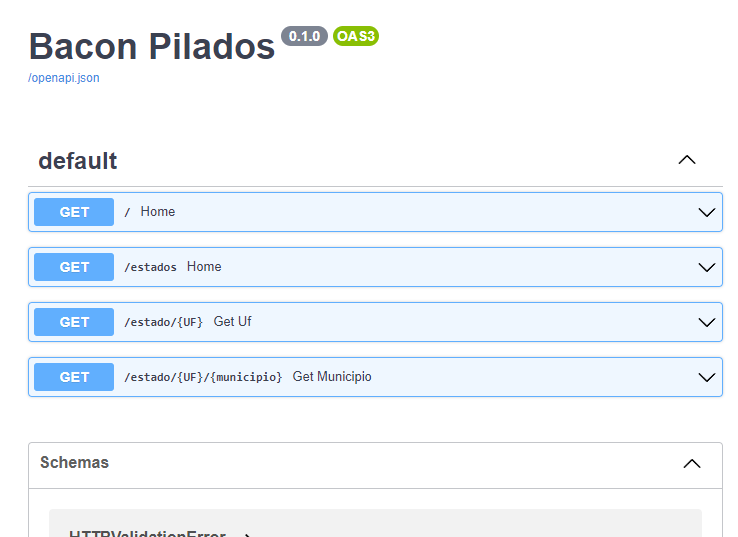 Bacon Pilados 0.1.0 OAS3
/openapi.json
default
GET / Home
GET /estados Home
GET /estado/{UF} Get Uf
GET /estado/{UF}/{municipio} Get Municipio
Schemas
HTTPValidationError